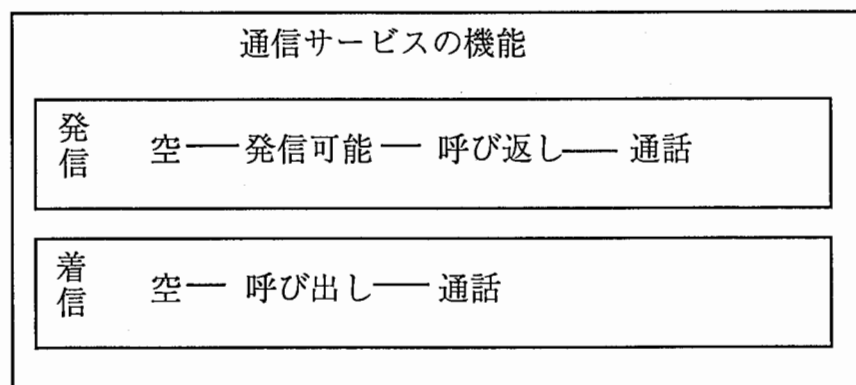 通信サービスの機能
発信 空 ― 発信可能 ― 呼び返し ― 通話
着信 空 ― 呼び出し ― 通話